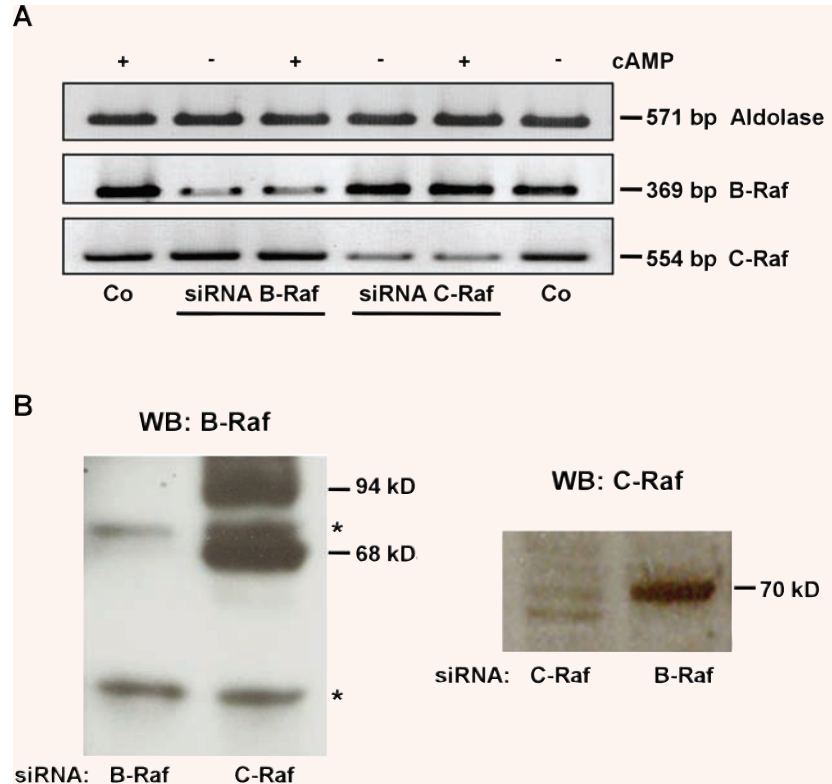 A
+ - + - + - cAMP
571 bp Aldolase
369 bp B-Raf
554 bp C-Raf
Co siRNA B-Raf siRNA C-Raf Co
B
WB: B-Raf
94 kD
*
68 kD
*
siRNA: B-Raf C-Raf
WB: C-Raf
70 kD
siRNA: C-Raf B-Raf